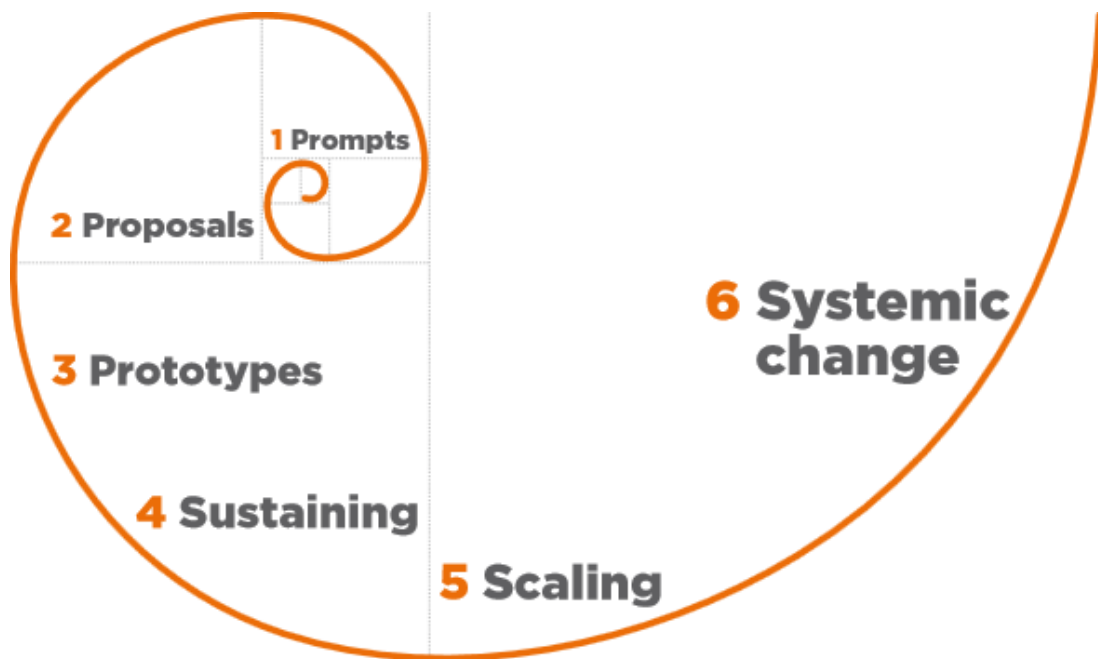 1 Prompts
2 Proposals
3 Prototypes
4 Sustaining
5 Scaling
6 Systemic
change